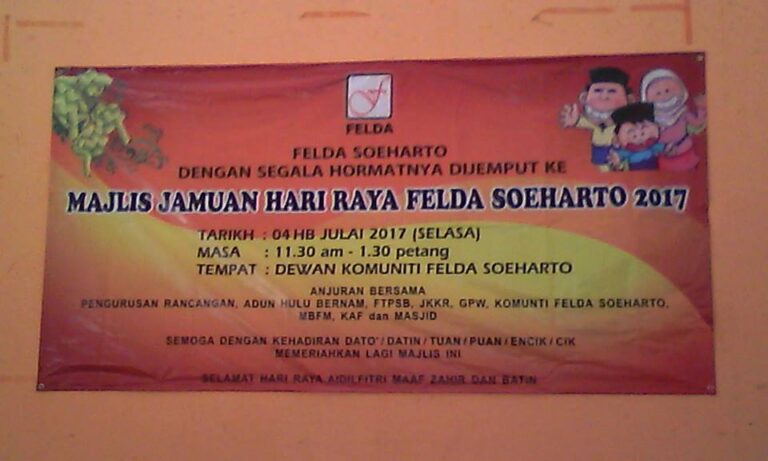 FELDA
FELDA SOEHARTO
DENGAN SEGALA HORMATNYA DIJEMPUT KE
MAJLIS JAMUAN HARI RAYA FELDA SOEHARTO 2017
TARIKH : 04HB JULAI 2017 (SELASA)
MASA : 11.30 am - 1.30 petang
TEMPAT : DEWAN KOMUNITI FELDA SOEHARTO
ANJURAN BERSAMA
PENGURUSAN RANCANGAN, ADUN HULU BERNAM, FTPSB, JKKR, GPW, KOMUNTI FELDA SOEHARTO,
MBFM, KAF dan MASJID
SEMOGA DENGAN KEHADIRAN DATO'/DATIN/TUAN/PUAN/ENCIK/CIK
MEMERIAHKAN LAGI MAJLIS INI
SELAMAT HARI RAYA AIDILFITRI MAAF ZAHIR DAN BATIN